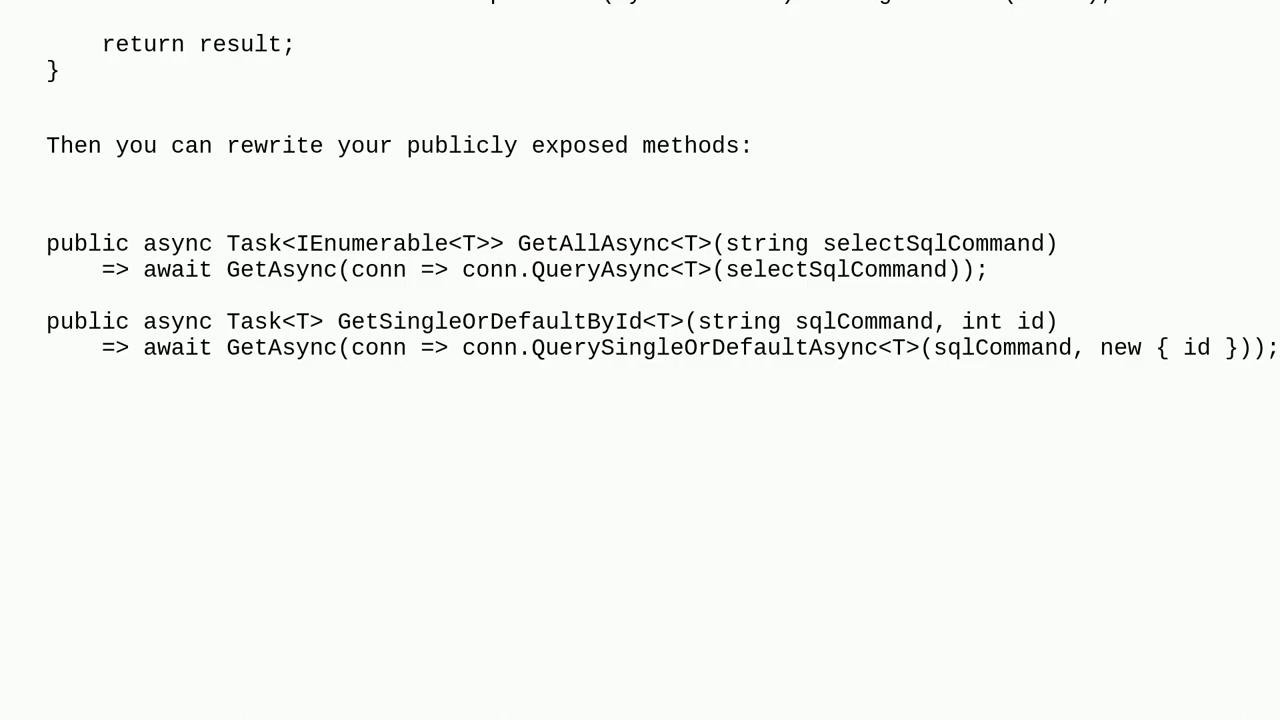 return result;
}
Then you can rewrite your publicly exposed methods:
public async Task<IEnumerable<T>> GetAllAsync<T>(string selectSqlCommand)
    => await GetAsync(conn => conn.QueryAsync<T>(selectSqlCommand));
public async Task<T> GetSingleOrDefaultById<T>(string sqlCommand, int id)
    => await GetAsync(conn => conn.QuerySingleOrDefaultAsync<T>(sqlCommand, new { id }));